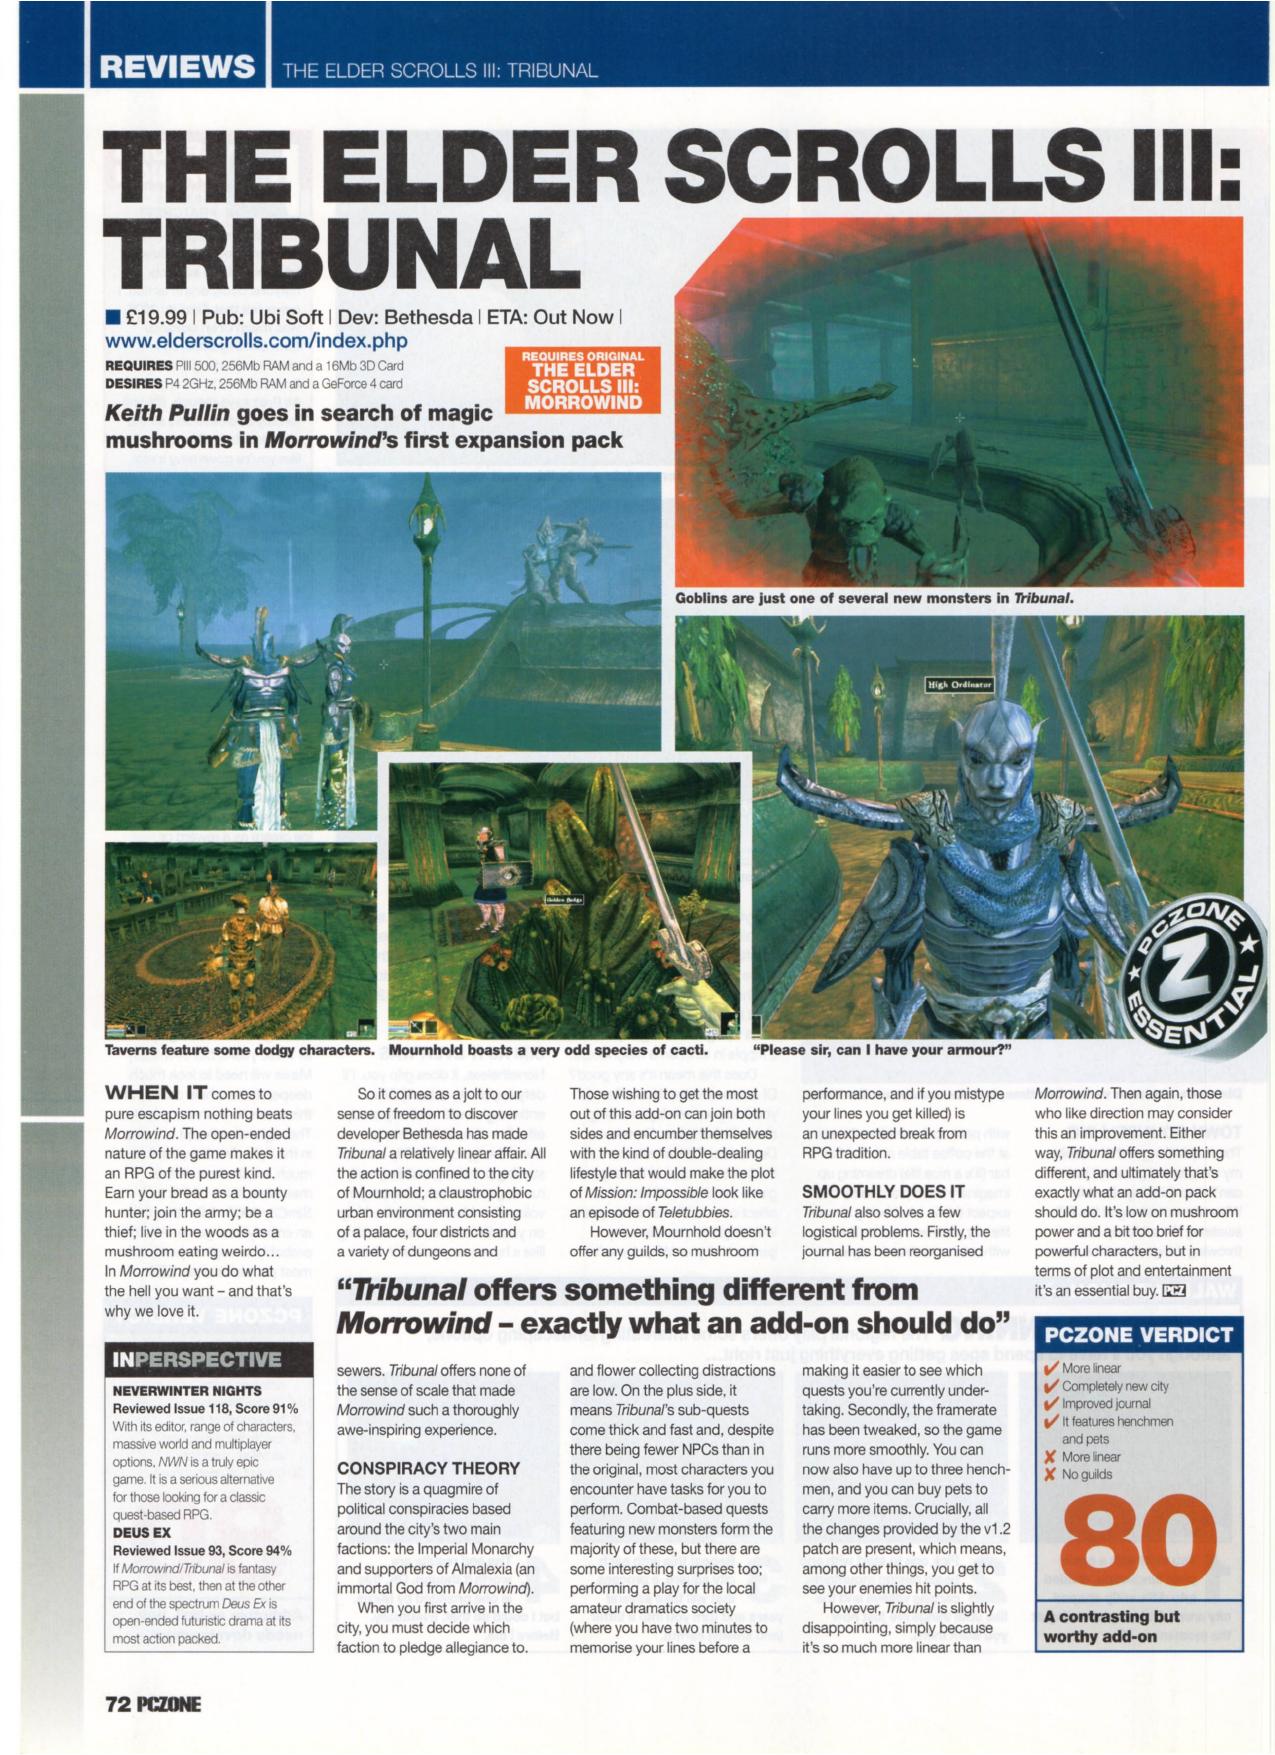 REVIEWS
THE ELDER SCROLLS III: TRIBUNAL
THE ELDER SCROLLS III:
TRIBUNAL
£19.99 | Pub: Ubi Soft | Dev: Bethesda | ETA: Out Now |
www.elderscrolls.com/index.php
REQUIRES PIII 500, 256Mb RAM and a 16Mb 3D Card
DESIRES P4 2GHz, 256Mb RAM and a GeForce 4 card
REQUIRES ORIGINAL
THE ELDER
SCROLLS III:
MORROWIND
Keith Pullin goes in search of magic
mushrooms in Morrowind's first expansion pack
Goblins are just one of several new monsters in Tribunal.
High Ordinator
PCZONE
Z
ESSENTIAL
Taverns feature some dodgy characters.
Mournhold boasts a very odd species of cacti.
"Please sir, can I have your armour?"
WHEN IT comes to
pure escapism nothing beats
Morrowind. The open-ended
nature of the game makes it
an RPG of the purest kind.
Earn your bread as a bounty
hunter; join the army; be a
thief; live in the woods as a
mushroom eating weirdo...
In Morrowind you do what
the hell you want – and that's
why we love it.
So it comes as a jolt to our
sense of freedom to discover
developer Bethesda has made
Tribunal a relatively linear affair. All
the action is confined to the city
of Mournhold; a claustrophobic
urban environment consisting
of a palace, four districts and
a variety of dungeons and
sewers. Tribunal offers none of
the sense of scale that made
Morrowind such a thoroughly
awe-inspiring experience.
CONSPIRACY THEORY
The story is a quagmire of
political conspiracies based
around the city's two main
factions: the Imperial Monarchy
and supporters of Almalexia (an
immortal God from Morrowind).
When you first arrive in the
city, you must decide which
faction to pledge allegiance to.
Those wishing to get the most
out of this add-on can join both
sides and encumber themselves
with the kind of double-dealing
lifestyle that would make the plot
of Mission: Impossible look like
an episode of Teletubbies.
However, Mournhold doesn't
offer any guilds, so mushroom
and flower collecting distractions
are low. On the plus side, it
means Tribunal's sub-quests
come thick and fast and, despite
there being fewer NPCs than in
the original, most characters you
encounter have tasks for you to
perform. Combat-based quests
featuring new monsters form the
majority of these, but there are
some interesting surprises too;
performing a play for the local
amateur dramatics society
(where you have two minutes to
memorise your lines before a
performance, and if you mistype
your lines you get killed) is
an unexpected break from
RPG tradition.
SMOOTHLY DOES IT
Tribunal also solves a few
logistical problems. Firstly, the
journal has been reorganised
making it easier to see which
quests you're currently under-
taking. Secondly, the framerate
has been tweaked, so the game
runs more smoothly. You can
now also have up to three hench-
men, and you can buy pets to
carry more items. Crucially, all
the changes provided by the v1.2
patch are present, which means,
among other things, you get to
see your enemies hit points.
However, Tribunal is slightly
disappointing, simply because
it's so much more linear than
Morrowind. Then again, those
who like direction may consider
this an improvement. Either
way, Tribunal offers something
different, and ultimately that's
exactly what an add-on pack
should do. It's low on mushroom
power and a bit too brief for
powerful characters, but in
terms of plot and entertainment
it's an essential buy. PCZ
"Tribunal offers something different from
Morrowind – exactly what an add-on should do"
INPERSPECTIVE
NEVERWINTER NIGHTS
Reviewed Issue 118, Score 91%
With its editor, range of characters,
massive world and multiplayer
options, NWN is a truly epic
game. It is a serious alternative
for those looking for a classic
quest-based RPG.
DEUS EX
Reviewed Issue 93, Score 94%
If Morrowind/Tribunal is fantasy
RPG at its best, then at the other
end of the spectrum Deus Ex is
open-ended futuristic drama at its
most action packed.
PCZONE VERDICT
✓ More linear
✓ Completely new city
✓ Improved journal
✓ It features henchmen
and pets
✗ More linear
✗ No guilds
80
A contrasting but
worthy add-on
72 PCZONE